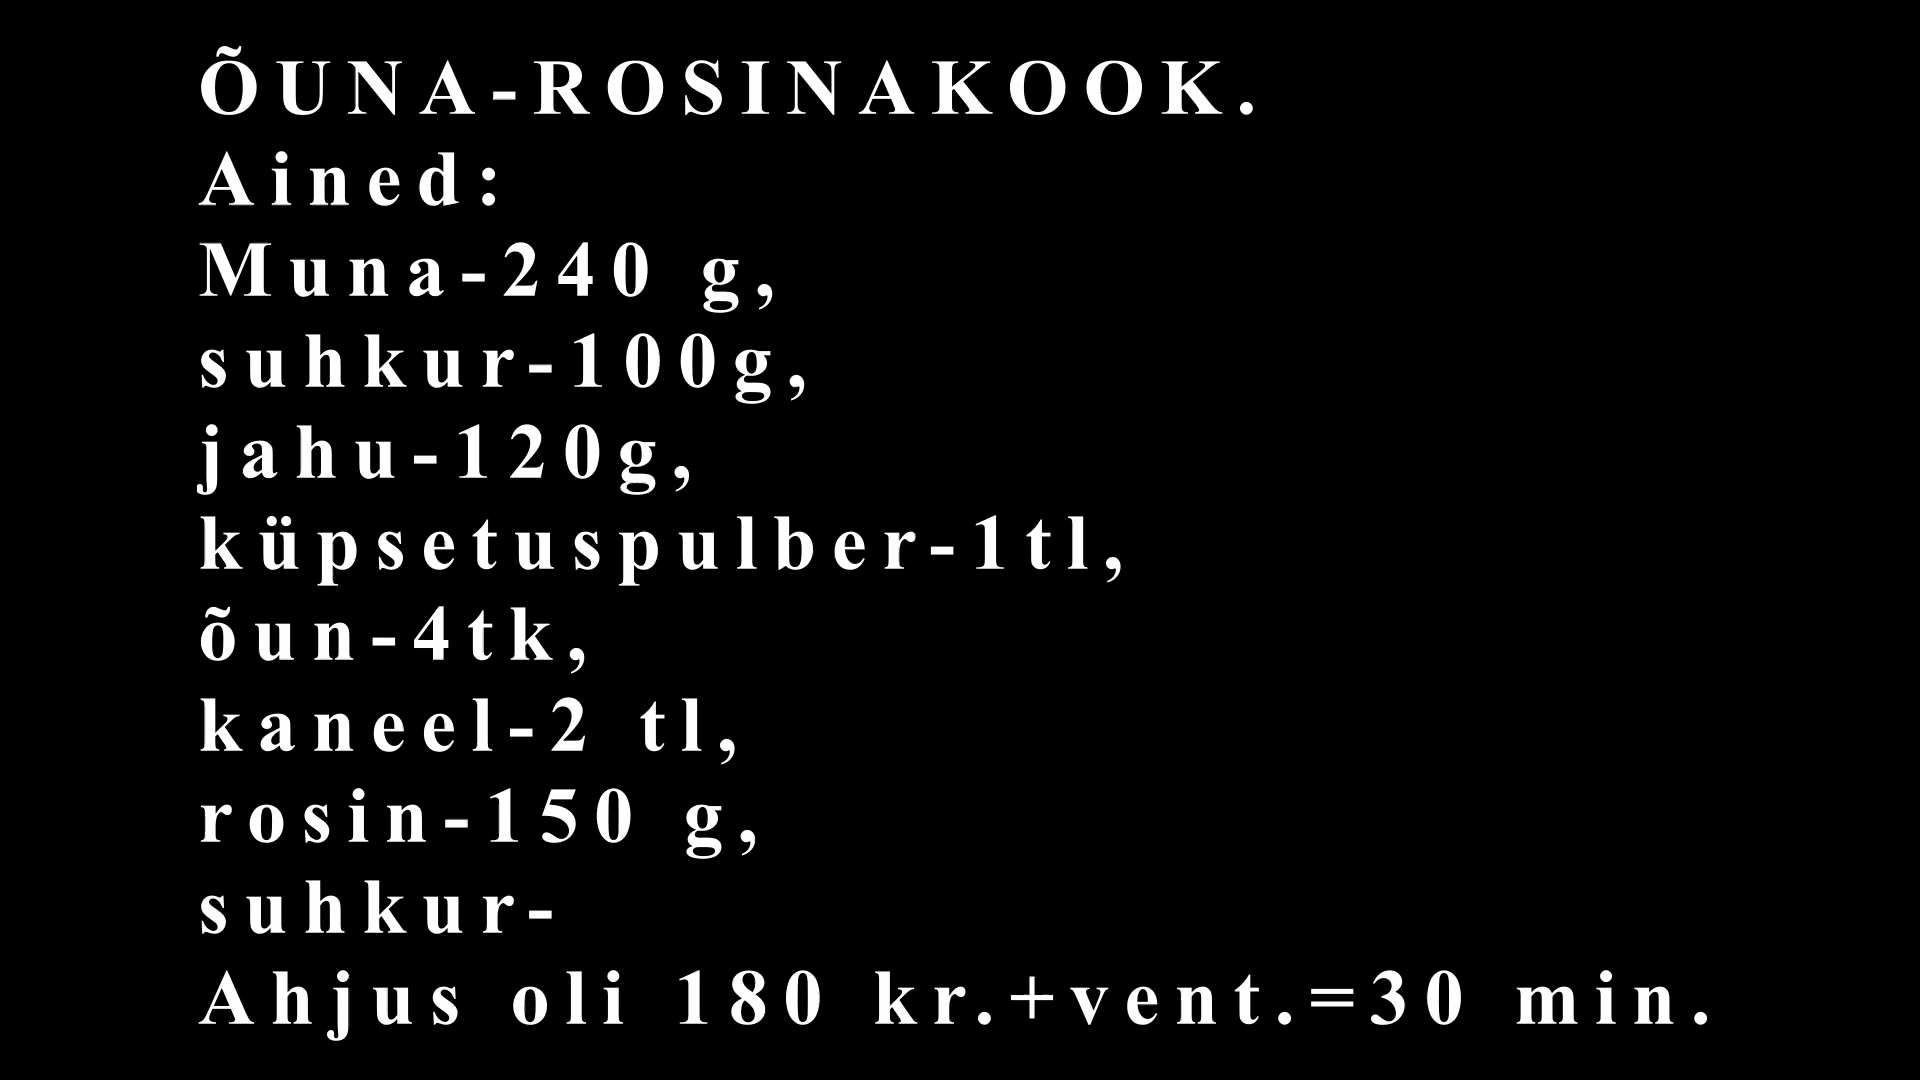 ÕUNA-ROSINAKOOK.
Ained:
Muna-240 g,
suhkur-100g,
jahu-120g,
küpsetuspulber-1tl,
õun-4tk,
kaneel-2 tl,
rosin-150 g,
suhkur-
Ahjus oli 180 kr.+vent.=30 min.